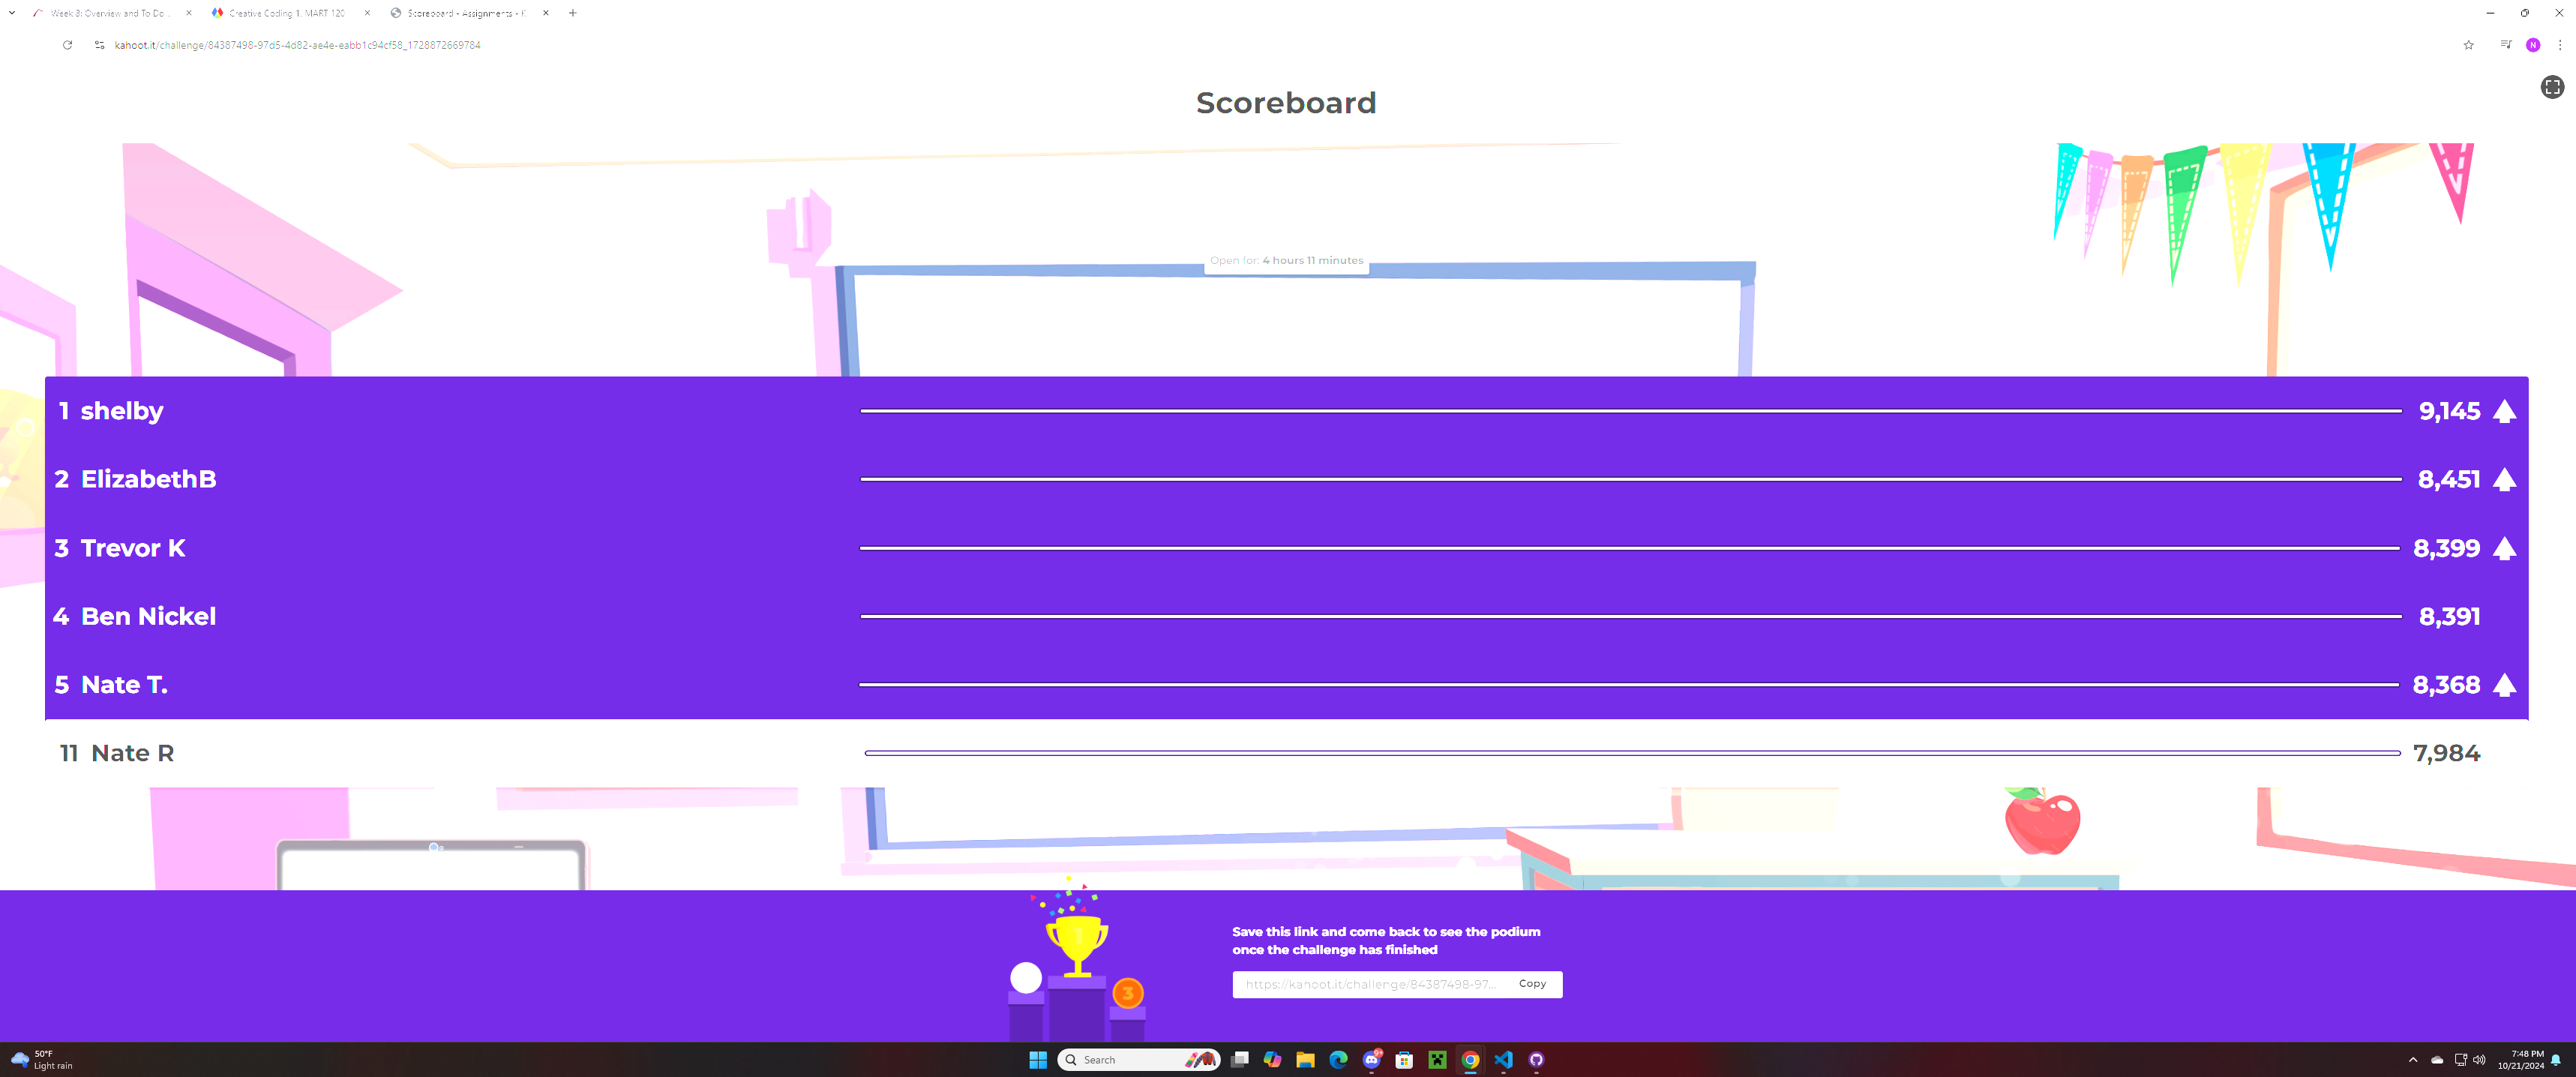 Week 8: Overview and To Do
Creative Coding 1, MART 120
Scoreboard - Assignments - K
kahoot.it/challenge/84387498-97d5-4d82-ae4e-eabb1c94cf58_1728872669784
N
Scoreboard
Open for: 4 hours 11 minutes
1 shelby 9,145
2 ElizabethB 8,451
3 Trevor K 8,399
4 Ben Nickel 8,391
5 Nate T. 8,368
11 Nate R 7,984
1
3
Save this link and come back to see the podium
once the challenge has finished
https://kahoot.it/challenge/84387498-97... Copy
50°F
Light rain
Search
9+
7:48 PM
10/21/2024